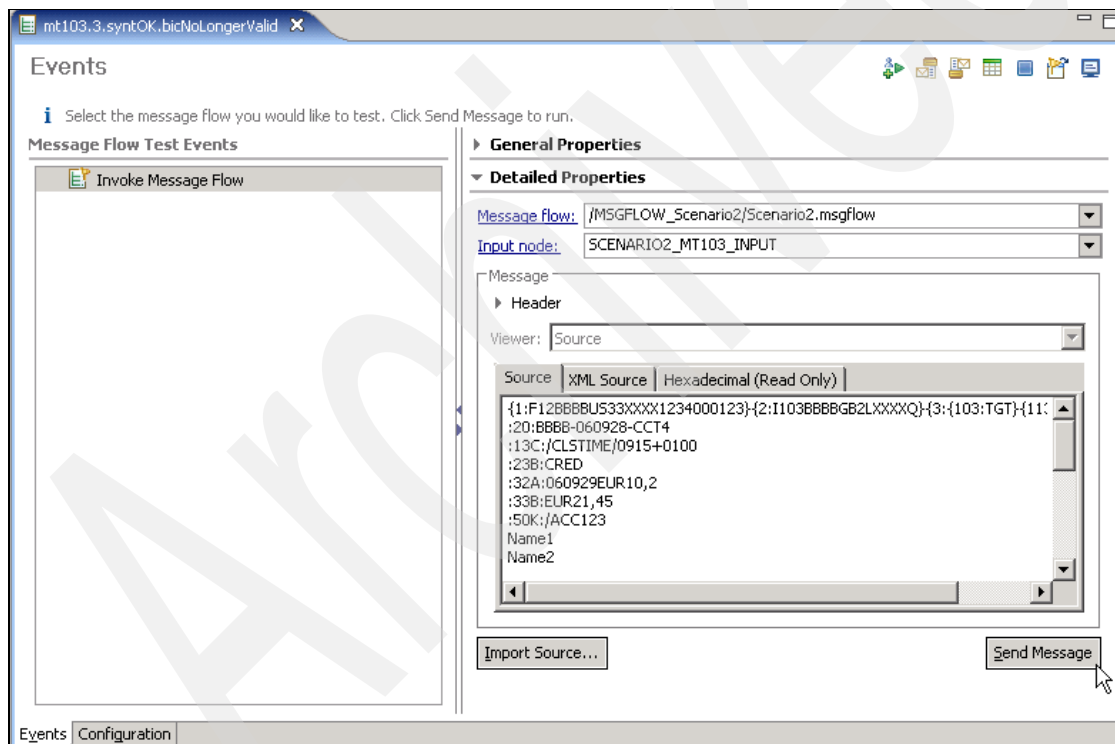 mt103.3.syntOK.bicNoLongerValid
Events
Select the message flow you would like to test. Click Send Message to run.
Message Flow Test Events
Invoke Message Flow
General Properties
Detailed Properties
Message flow: /MSGFLOW_Scenario2/Scenario2.msgflow
Input node: SCENARIO2_MT103_INPUT
Message
Header
Viewer: Source
Source XML Source Hexadecimal (Read Only)
{1:F12BBBBUS33XXXX1234000123}{2:I103BBBBGB2LXXXXQ}{3:{103:TGT}{113
:20:BBBB-060928-CCT4
:13C:/CLSTIME/0915+0100
:23B:CRED
:32A:060929EUR10,2
:33B:EUR21,45
:50K:/ACC123
Name1
Name2
Import Source... Send Message
Events Configuration
Archive